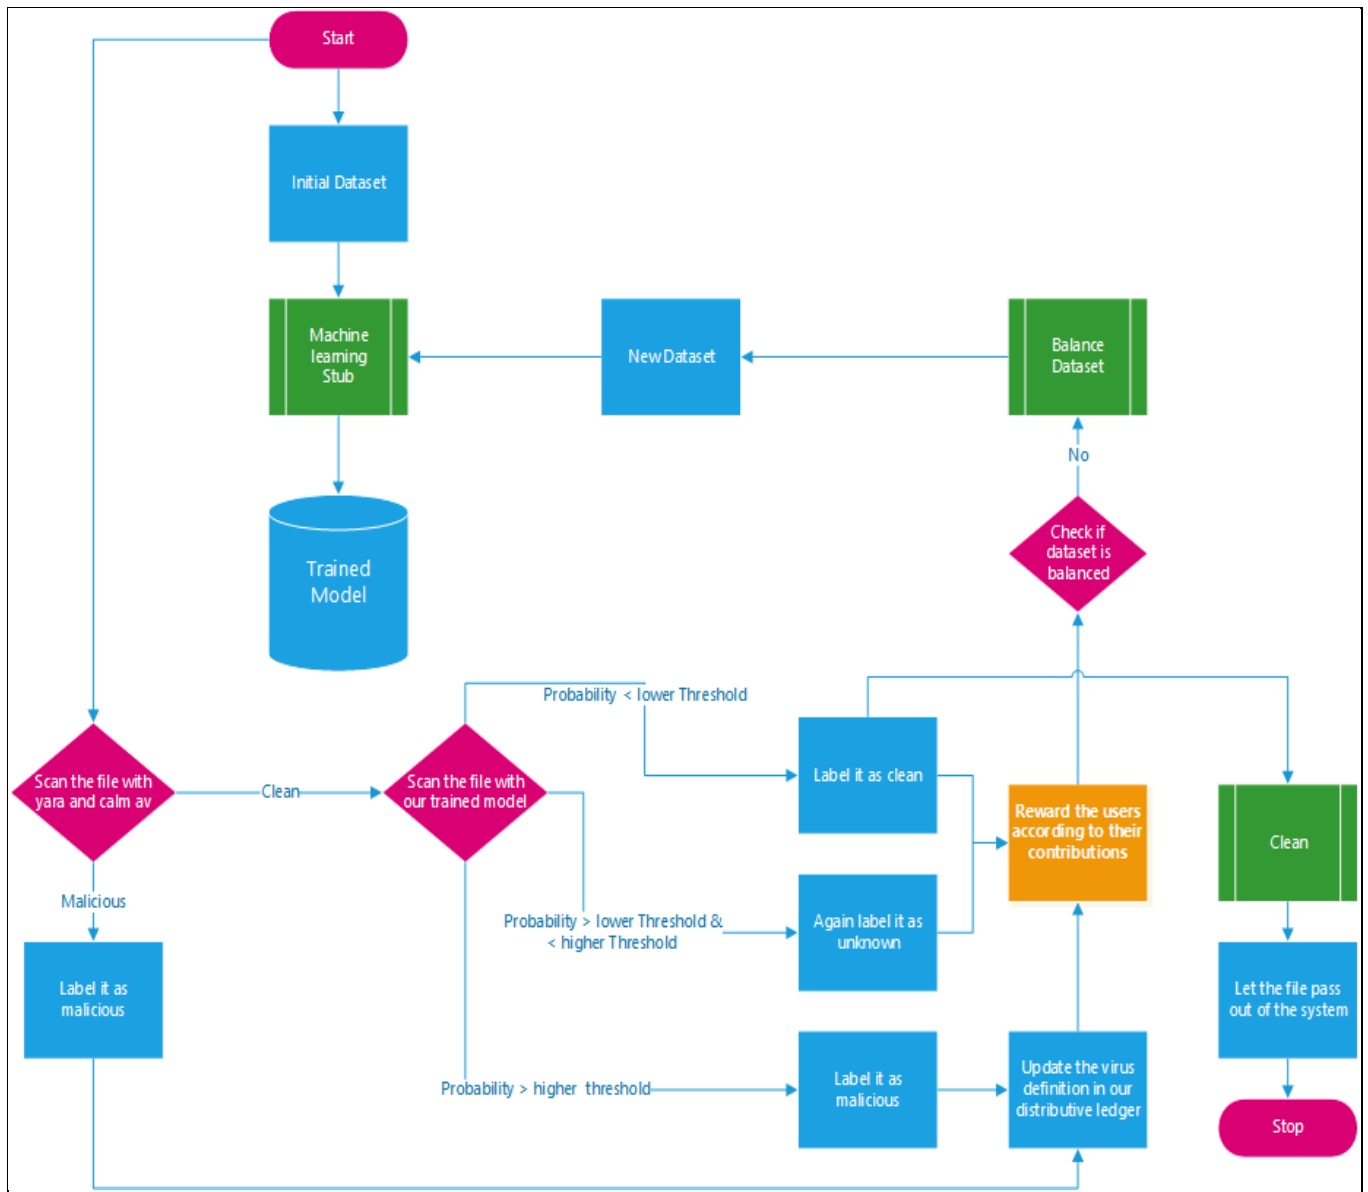 Start
Initial Dataset
Machine
learning
Stub
New Dataset
Balance
Dataset
No
Check if
dataset is
balanced
Trained
Model
Probability < lower Threshold
Scan the file with
yara and calm av
Clean
Scan the file with
our trained model
Label it as clean
Reward the users
according to their
contributions
Clean
Malicious
Probability > lower Threshold &
< higher Threshold
Again label it as
unknown
Label it as
malicious
Let the file pass
out of the system
Probability > higher threshold
Label it as
malicious
Update the virus
definition in our
distributive ledger
Stop